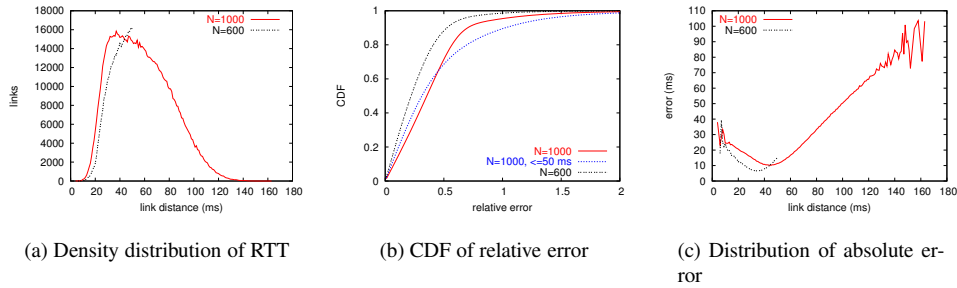 18000
16000
14000
12000
10000
8000
6000
4000
2000
0
links
N=1000
N=600
0 20 40 60 80 100 120 140 160 180
link distance (ms)
(a) Density distribution of RTT
1
0.8
0.6
0.4
0.2
0
CDF
N=1000
N=1000, <=50 ms
N=600
0 0.5 1 1.5 2
relative error
(b) CDF of relative error
110
100
90
80
70
60
50
40
30
20
10
0
error (ms)
N=1000
N=600
0 20 40 60 80 100 120 140 160 180
link distance (ms)
(c) Distribution of absolute er-
ror